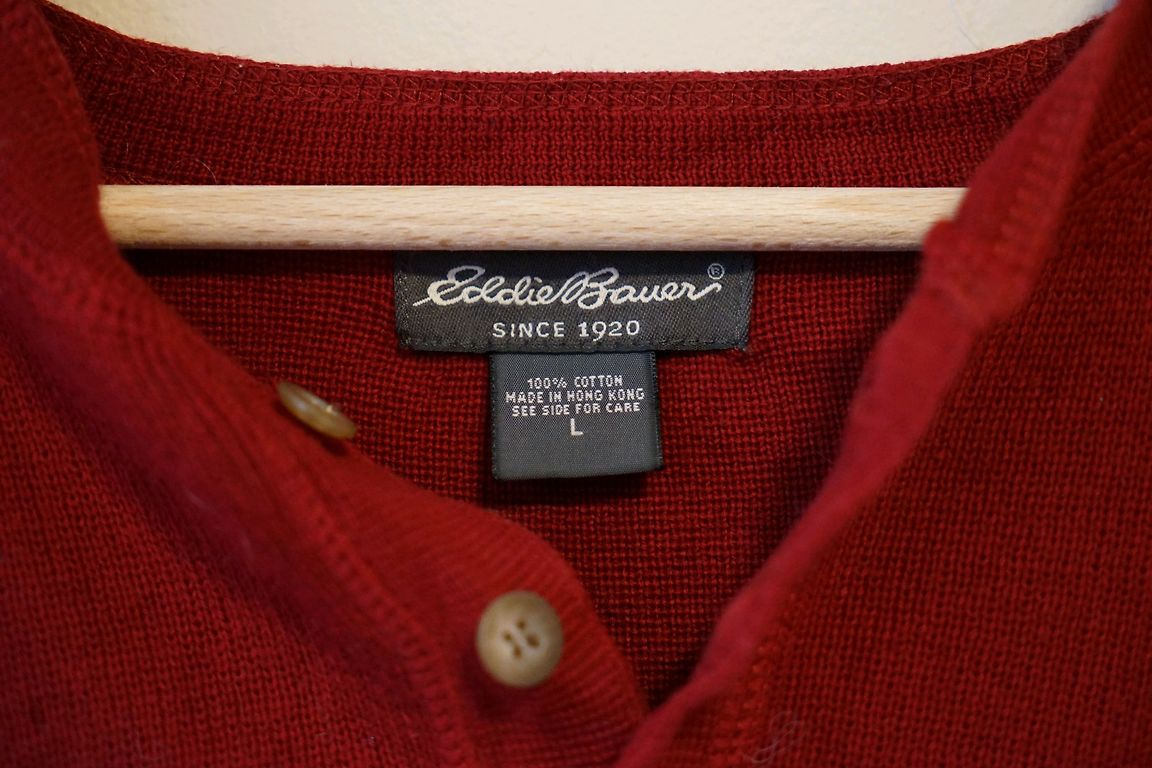 Eddie Bauer®
SINCE 1920
100% COTTON
MADE IN HONG KONG
SEE SIDE FOR CARE
L